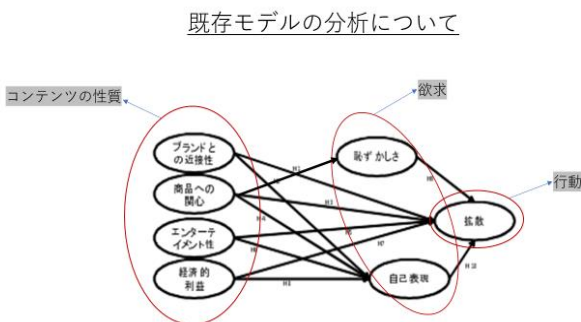 既存モデルの分析について
コンテンツの性質
欲求
行動
ブランドと
の近接性
商品への
関心
エンターテ
イメント性
経済的
利益
恥ずかしさ
自己表現
拡散
H3
H7